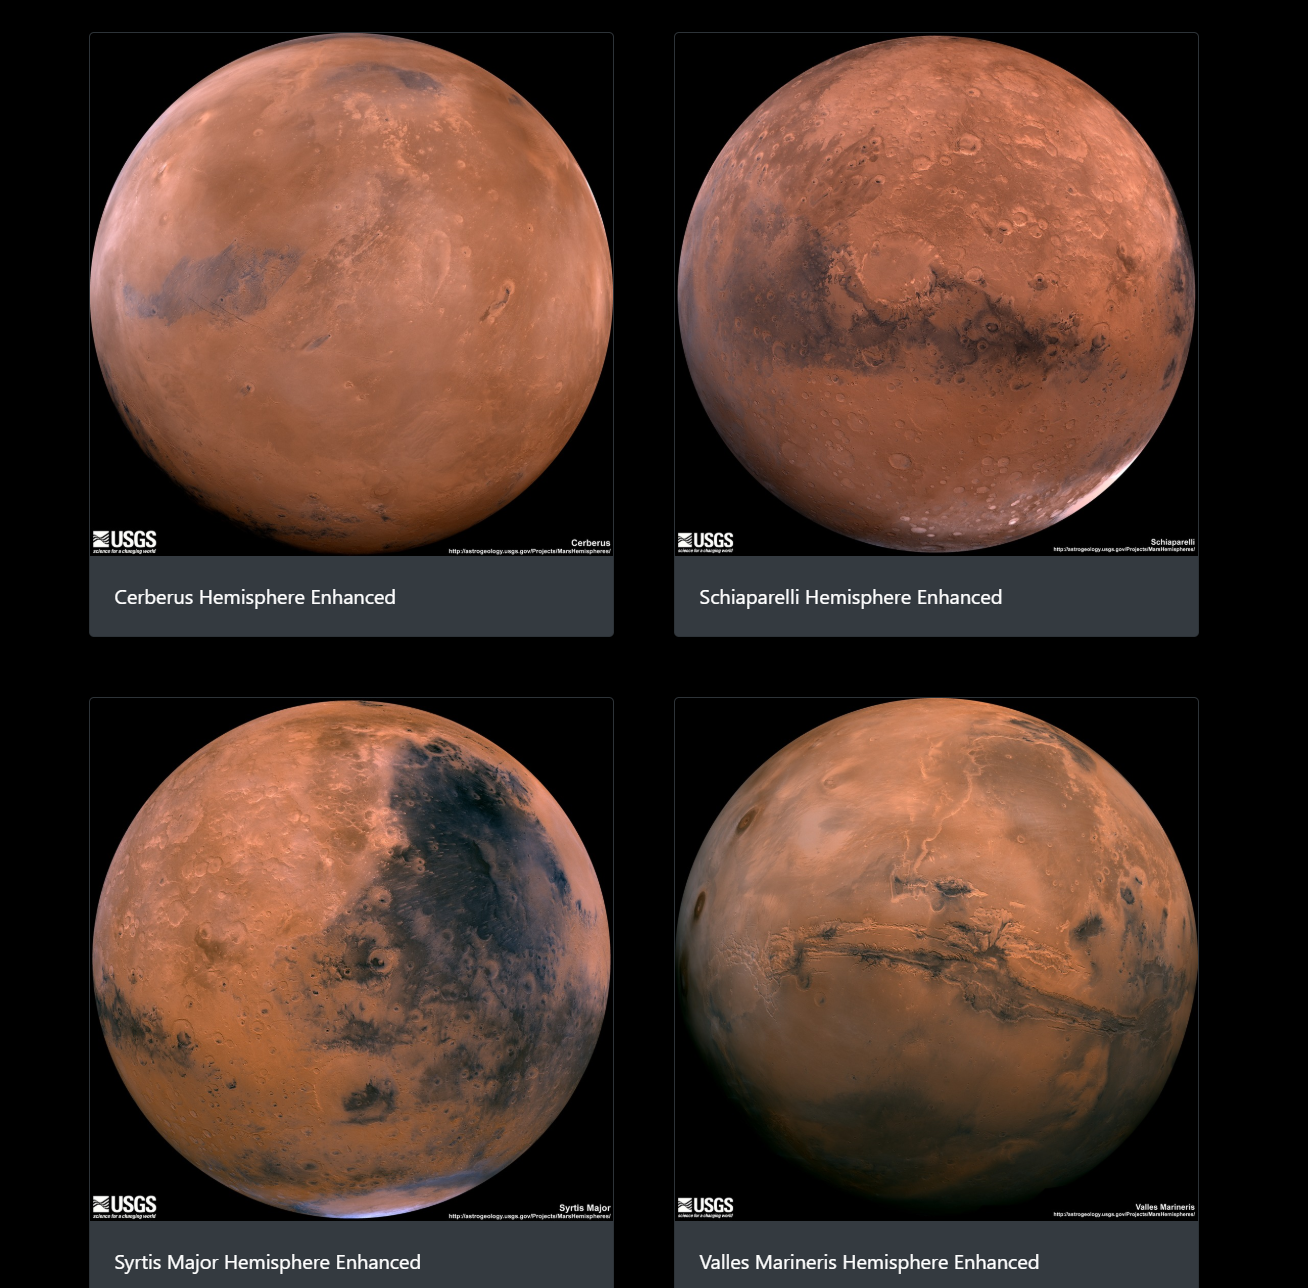 USGS
science for a changing world
Cerberus
http://astrogeology.usgs.gov/Projects/MarsHemispheres/
Cerberus Hemisphere Enhanced
USGS
science for a changing world
Schiaparelli
http://astrogeology.usgs.gov/Projects/MarsHemispheres/
Schiaparelli Hemisphere Enhanced
USGS
science for a changing world
Syrtis Major
http://astrogeology.usgs.gov/Projects/MarsHemispheres/
Syrtis Major Hemisphere Enhanced
USGS
science for a changing world
Valles Marineris
http://astrogeology.usgs.gov/Projects/MarsHemispheres/
Valles Marineris Hemisphere Enhanced